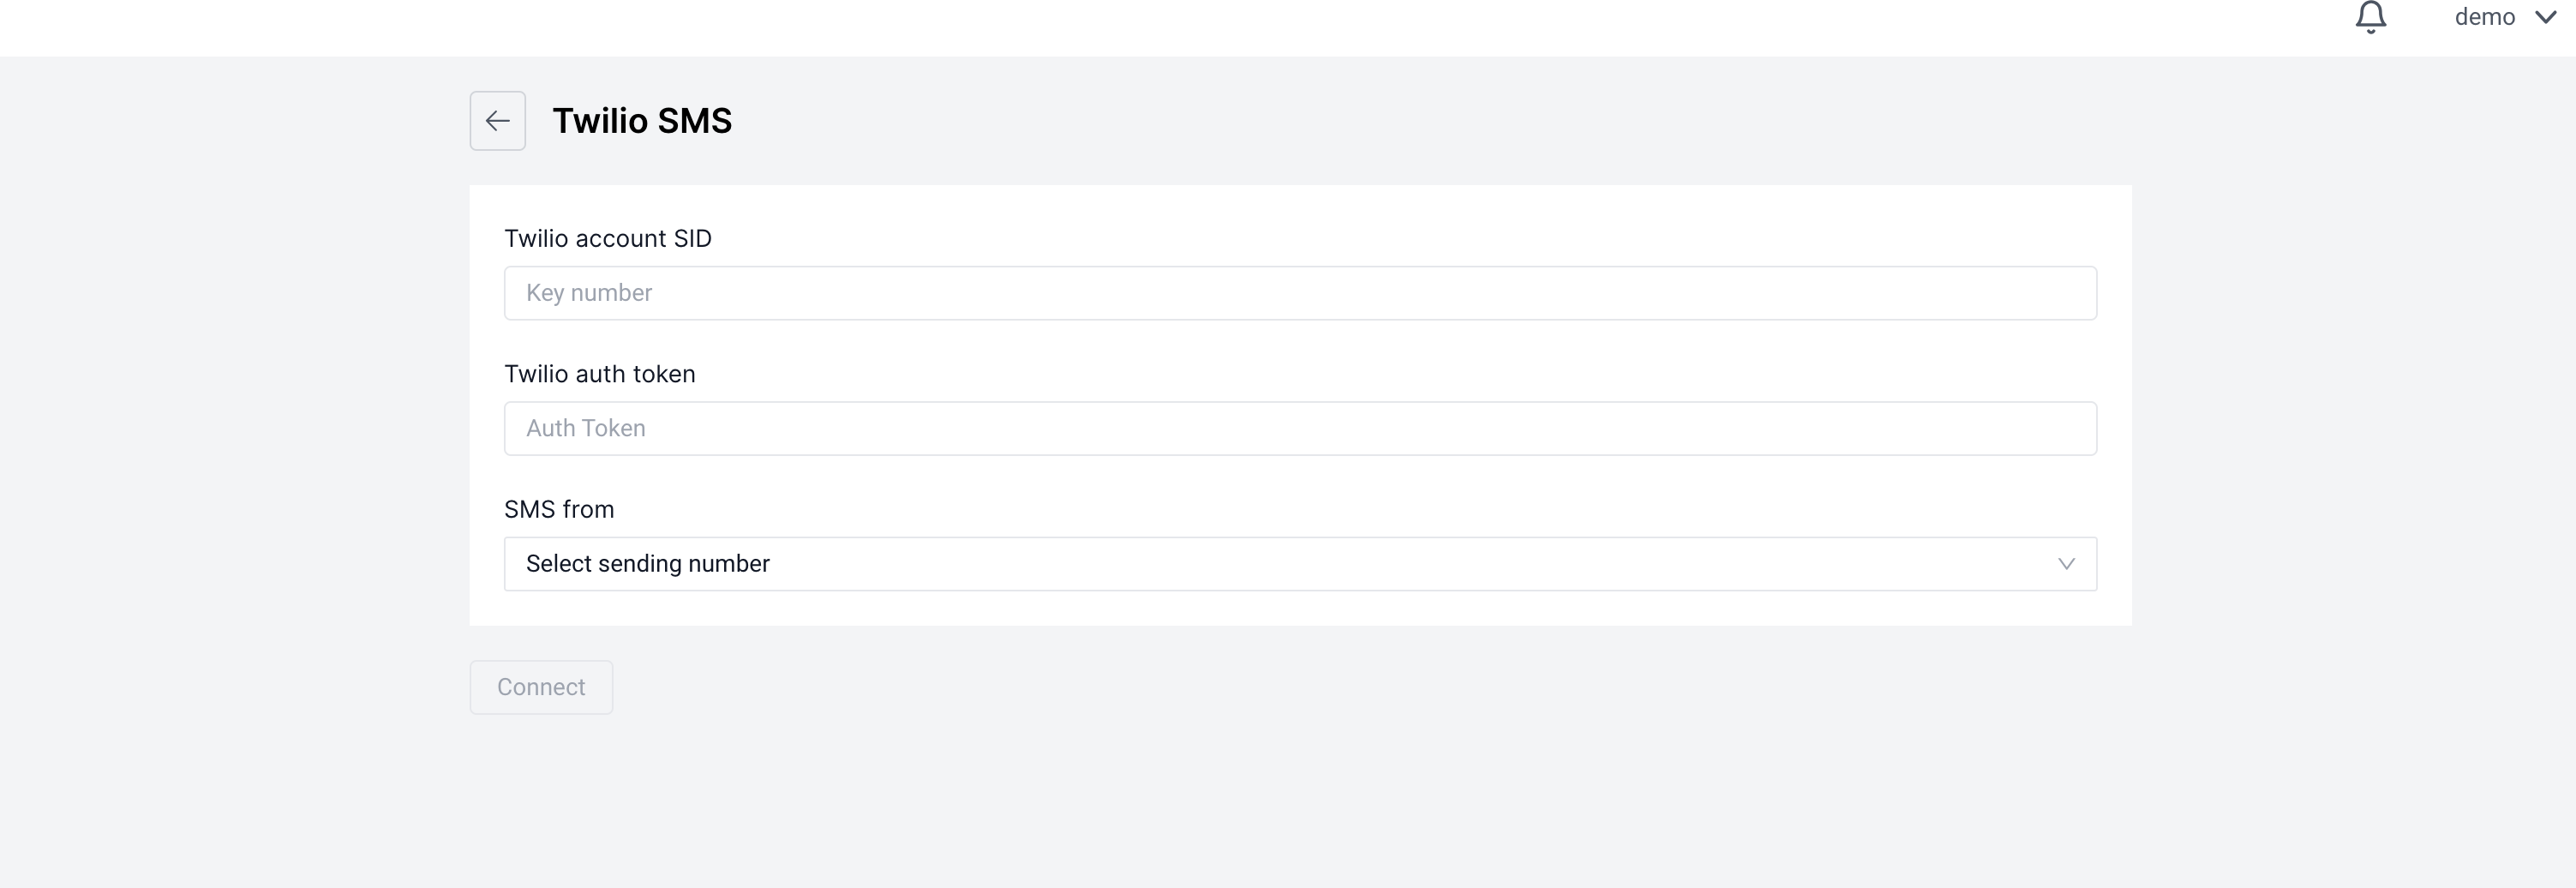 demo
Twilio SMS
Twilio account SID
Key number
Twilio auth token
Auth Token
SMS from
Select sending number
Connect